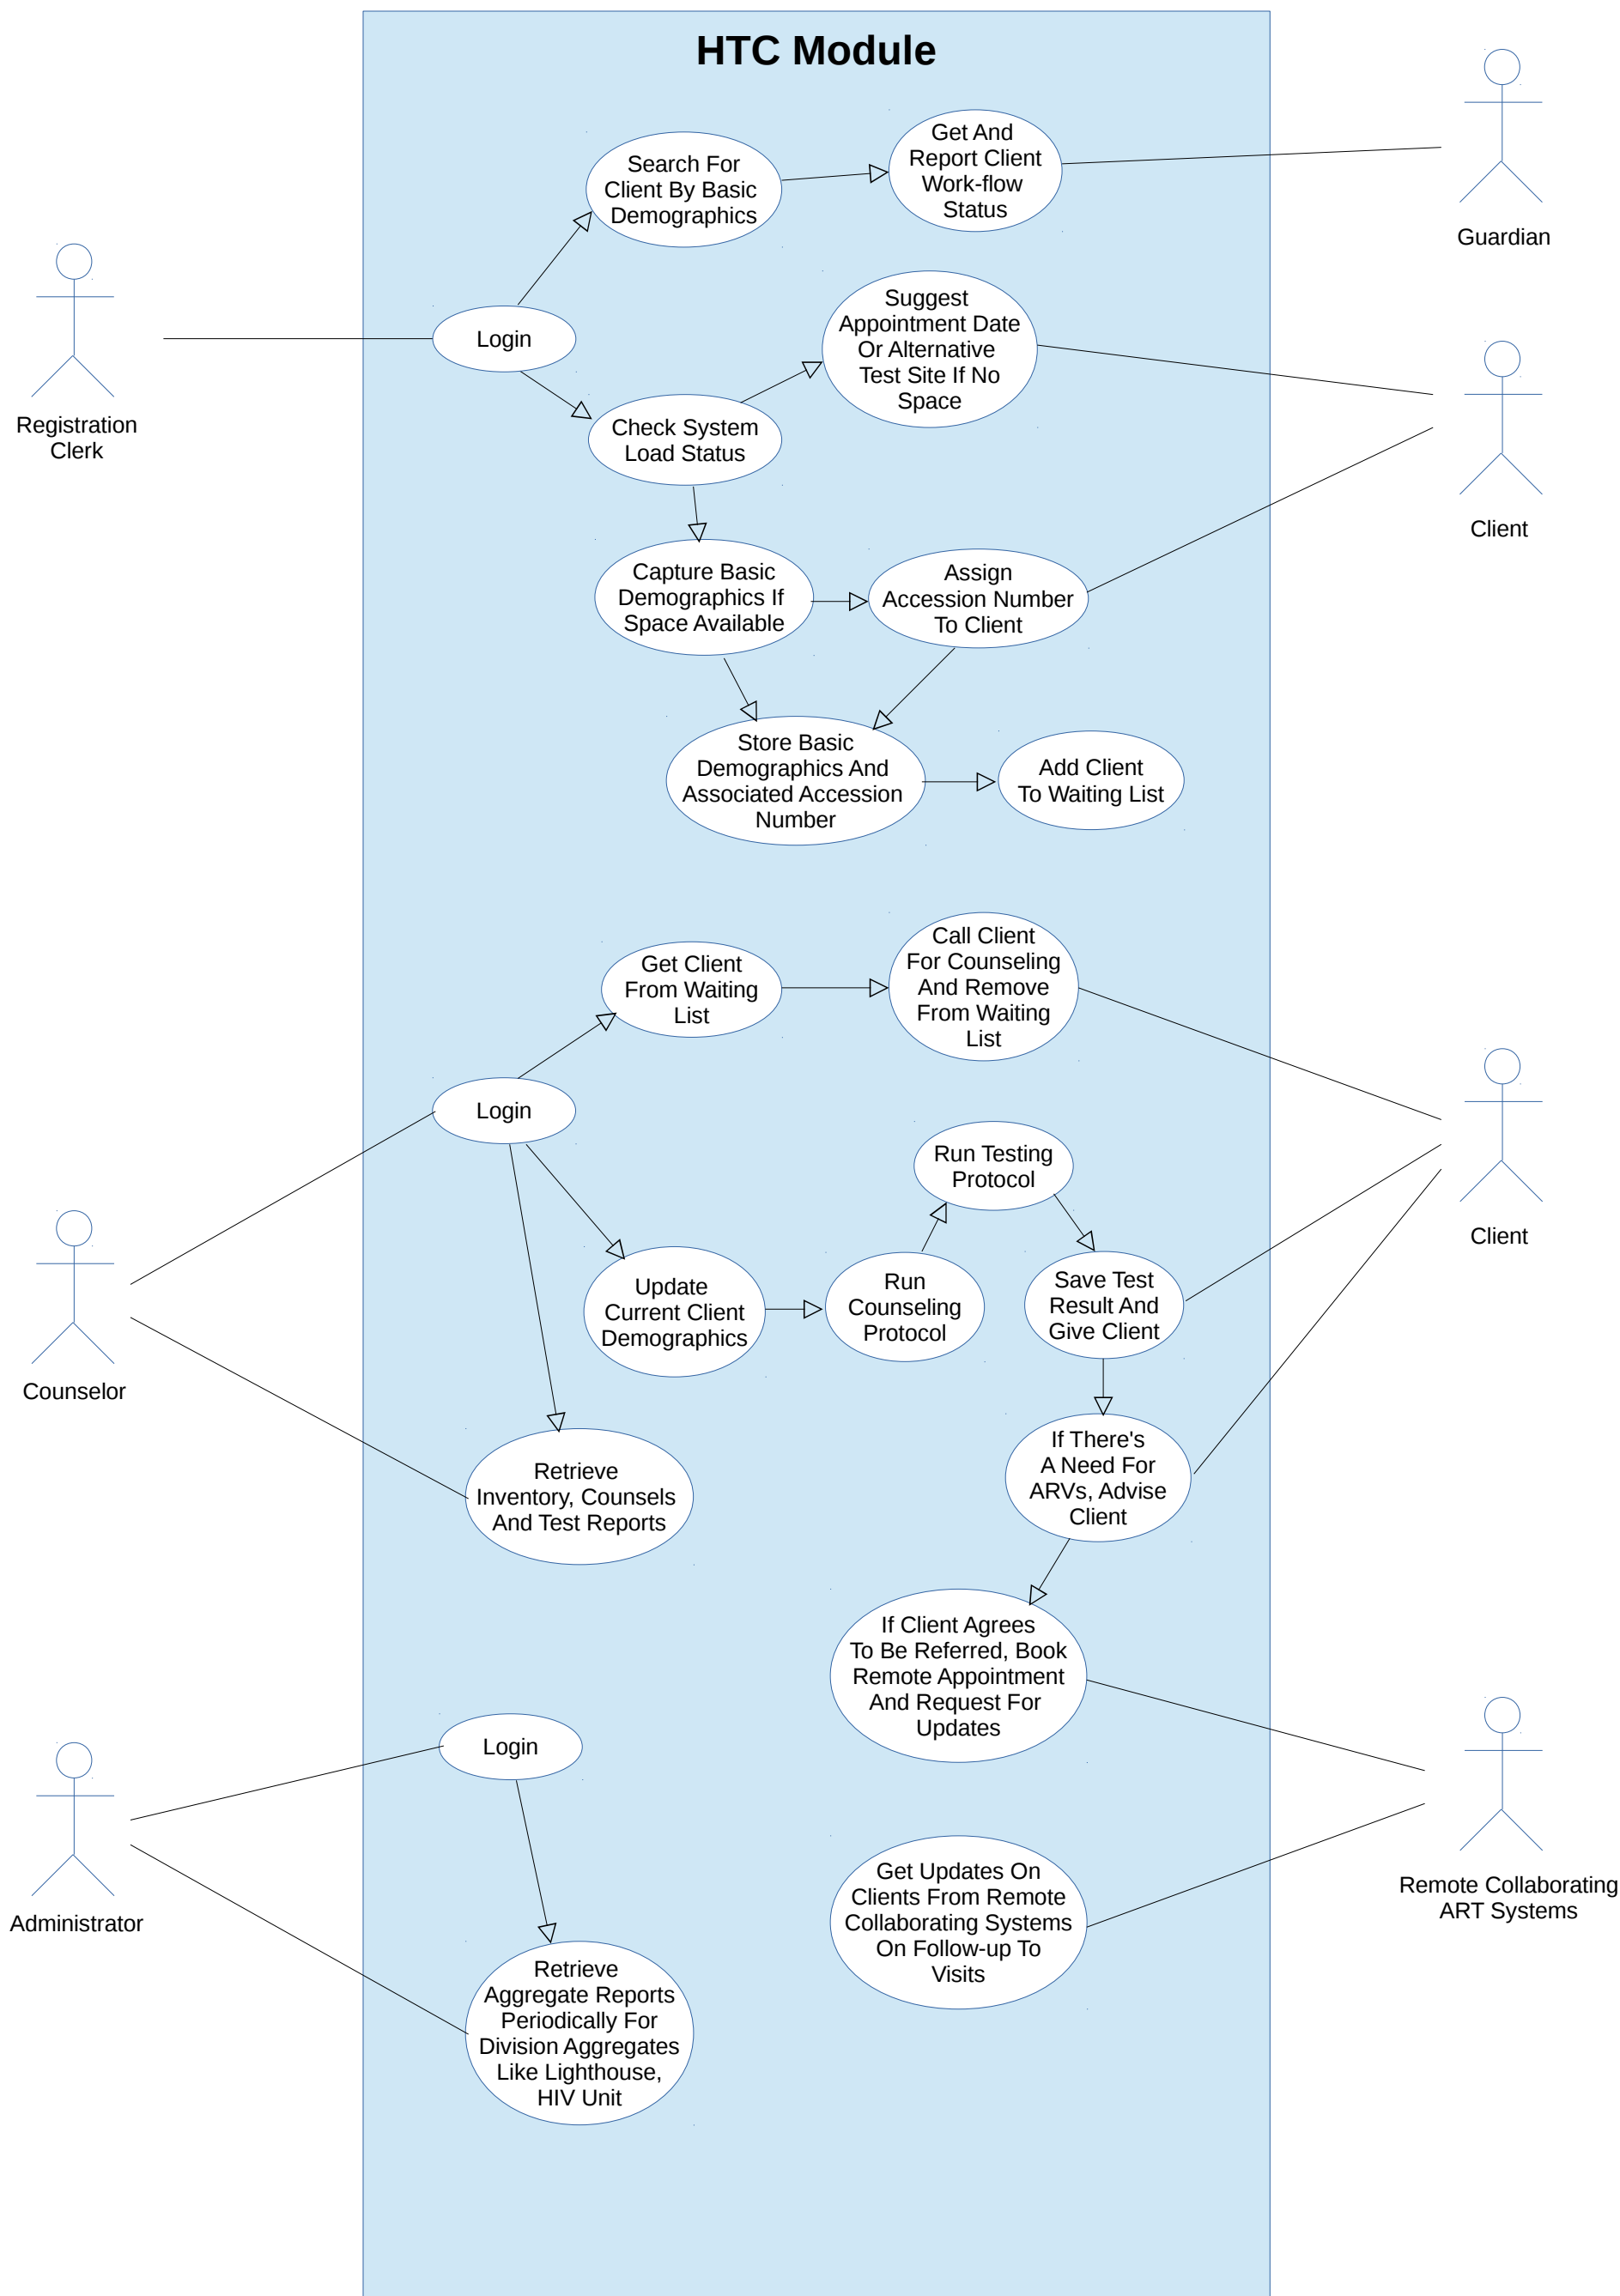 HTC Module
Search For
Client By Basic
Demographics
Get And
Report Client
Work-flow
Status
Guardian
Login
Registration
Clerk
Suggest
Appointment Date
Or Alternative
Test Site If No
Space
Check System
Load Status
Client
Capture Basic
Demographics If
Space Available
Assign
Accession Number
To Client
Store Basic
Demographics And
Associated Accession
Number
Add Client
To Waiting List
Get Client
From Waiting
List
Call Client
For Counseling
And Remove
From Waiting
List
Login
Run Testing
Protocol
Client
Counselor
Update
Current Client
Demographics
Run
Counseling
Protocol
Save Test
Result And
Give Client
Retrieve
Inventory, Counsels
And Test Reports
If There's
A Need For
ARVs, Advise
Client
If Client Agrees
To Be Referred, Book
Remote Appointment
And Request For
Updates
Login
Administrator
Remote Collaborating
ART Systems
Get Updates On
Clients From Remote
Collaborating Systems
On Follow-up To
Visits
Retrieve
Aggregate Reports
Periodically For
Division Aggregates
Like Lighthouse,
HIV Unit